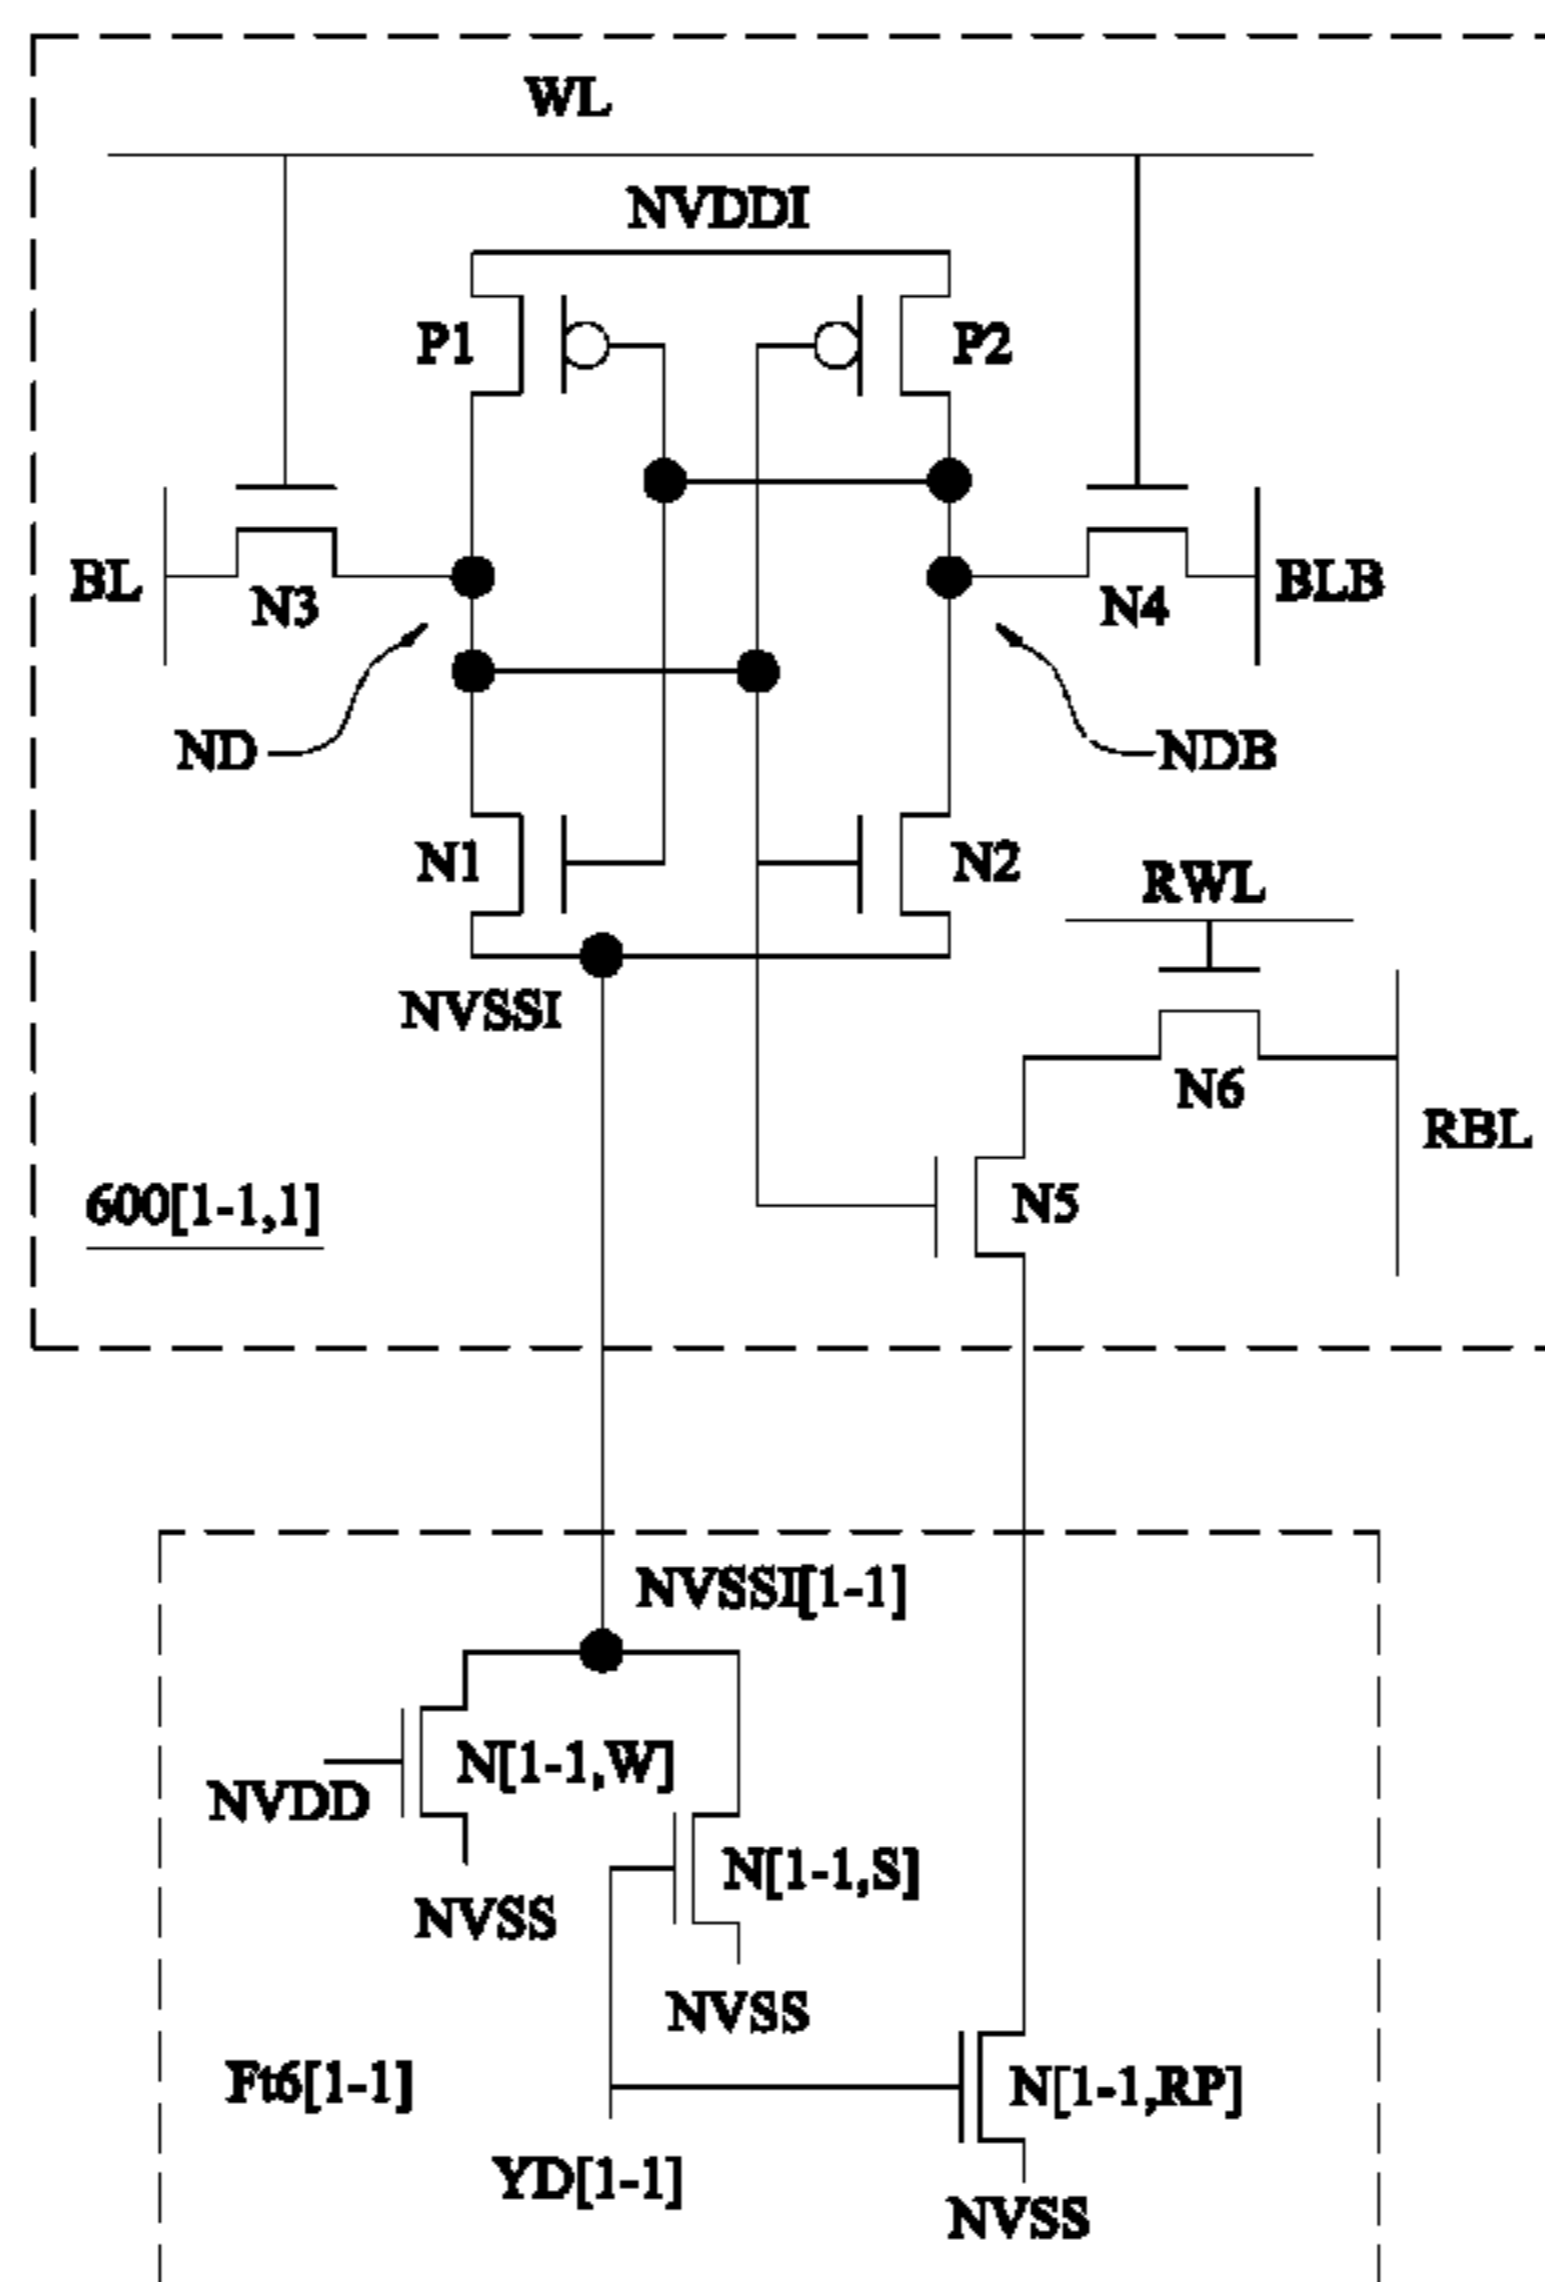 WL
NVDDI
P1
P2
BL
N3
N4
BLB
ND
NDB
N1
N2
RWL
NVSSI
N6
RBL
600[1-1,1]
N5
NVSSI[1-1]
N[1-1,W]
NVDD
N[1-1,S]
NVSS
NVSS
Ft6[1-1]
N[1-1,RP]
YD[1-1]
NVSS